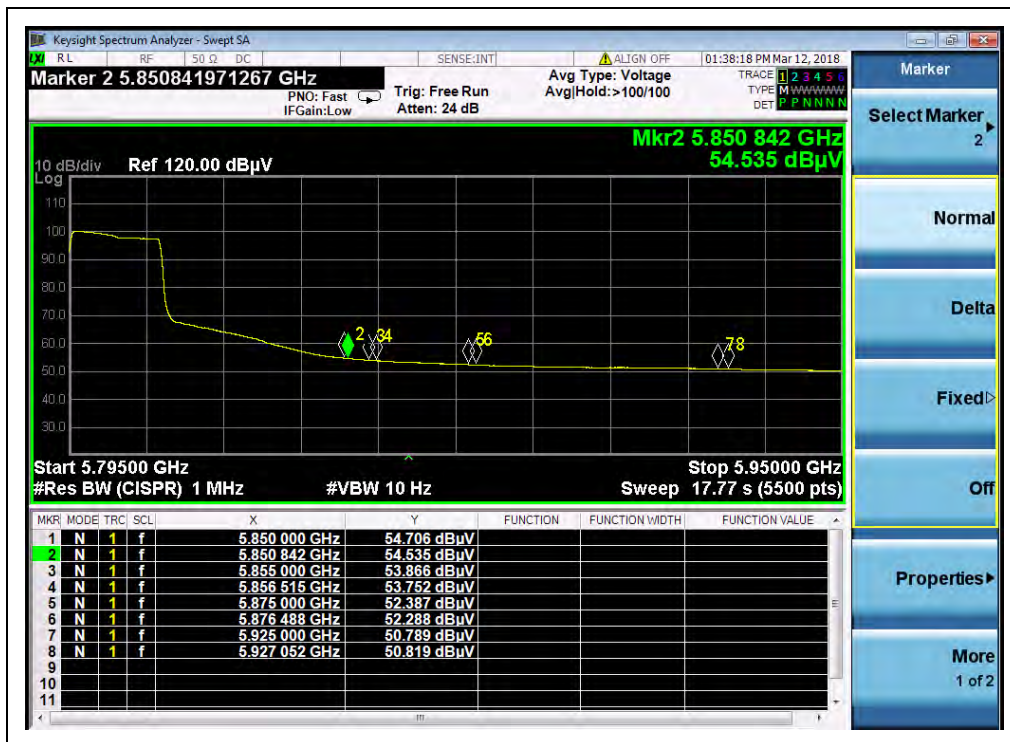 Keysight Spectrum Analyzer - Swept SA
LXI RL RF 50 Ω DC SENSE:INT ALIGN OFF 01:38:18 PM Mar 12, 2018
Marker 2 5.850841971267 GHz
PNO: Fast
IFGain:Low
Trig: Free Run
Atten: 24 dB
Avg Type: Voltage
Avg|Hold:>100/100
TRACE 1 2 3 4 5 6
TYPE M WWWWW
DET P P N N N N
Mkr2 5.850 842 GHz
54.535 dBµV
10 dB/div Ref 120.00 dBµV
Log
110
100
90.0
80.0
70.0
60.0
50.0
40.0
30.0
2 34 56 78
Start 5.79500 GHz Stop 5.95000 GHz
#Res BW (CISPR) 1 MHz #VBW 10 Hz Sweep 17.77 s (5500 pts)
MKR MODE TRC SCL X Y FUNCTION FUNCTION WIDTH FUNCTION VALUE
1 N 1 f 5.850 000 GHz 54.706 dBµV
2 N 1 f 5.850 842 GHz 54.535 dBµV
3 N 1 f 5.855 000 GHz 53.866 dBµV
4 N 1 f 5.856 515 GHz 53.752 dBµV
5 N 1 f 5.875 000 GHz 52.387 dBµV
6 N 1 f 5.876 488 GHz 52.288 dBµV
7 N 1 f 5.925 000 GHz 50.789 dBµV
8 N 1 f 5.927 052 GHz 50.819 dBµV
9
10
11
Marker
Select Marker
2
Normal
Delta
Fixed
Off
Properties
More
1 of 2